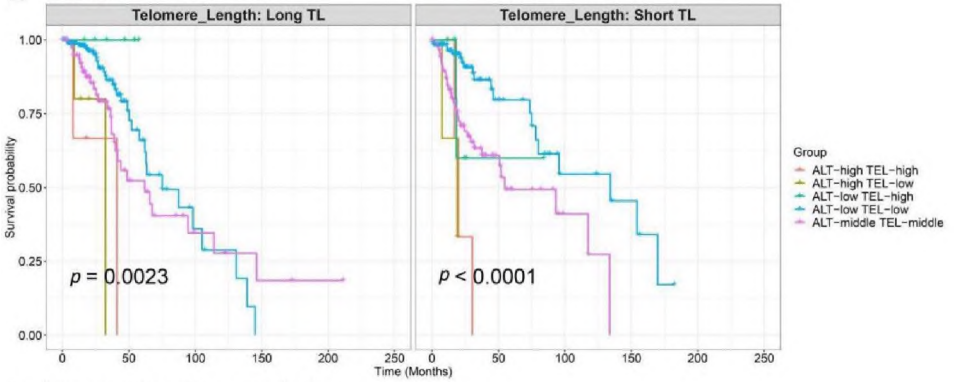 Telomere_Length: Long TL
Telomere_Length: Short TL
Survival probability
1.00
0.75
0.50
0.25
0.00
p = 0.0023
p < 0.0001
0 50 100 150 200 250
0 50 100 150 200 250
Time (Months)
Group
ALT-high TEL-high
ALT-high TEL-low
ALT-low TEL-high
ALT-low TEL-low
ALT-middle TEL-middle